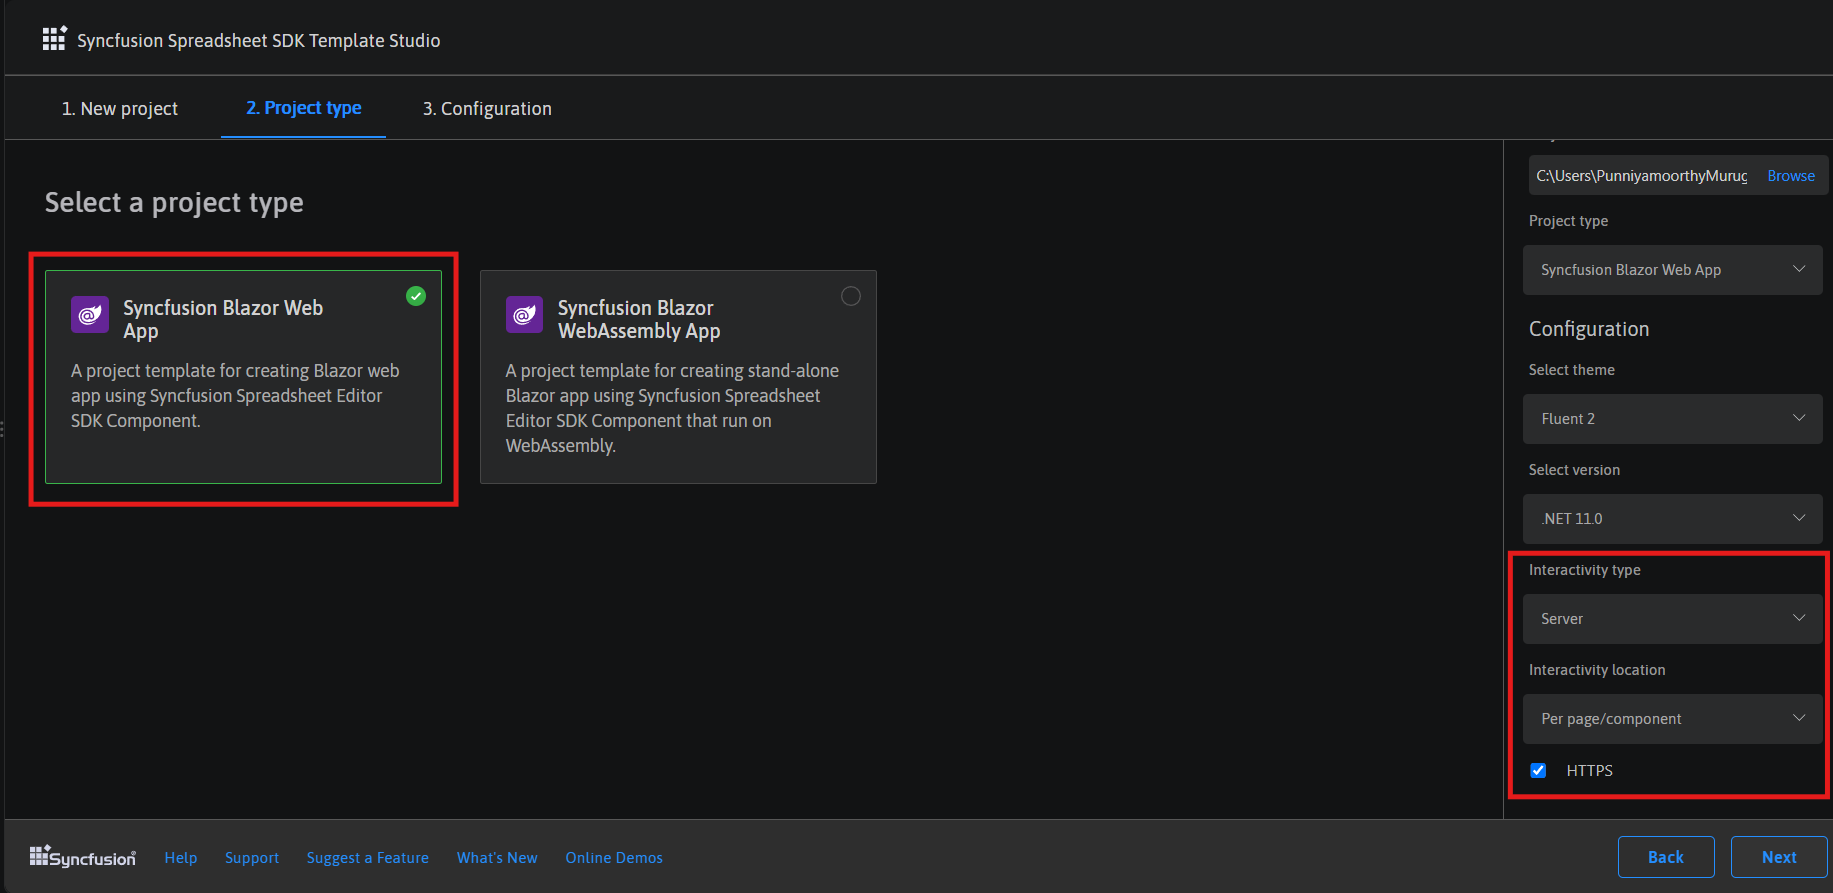 Syncfusion Spreadsheet SDK Template Studio
1. New project
2. Project type
3. Configuration
Select a project type
Syncfusion Blazor Web
App
A project template for creating Blazor web
app using Syncfusion Spreadsheet Editor
SDK Component.
Syncfusion Blazor
WebAssembly App
A project template for creating stand-alone
Blazor app using Syncfusion Spreadsheet
Editor SDK Component that run on
WebAssembly.
C:\Users\PunniyamoorthyMurug
Browse
Project type
Syncfusion Blazor Web App
Configuration
Select theme
Fluent 2
Select version
.NET 11.0
Interactivity type
Server
Interactivity location
Per page/component
HTTPS
Syncfusion®
Help
Support
Suggest a Feature
What's New
Online Demos
Back
Next